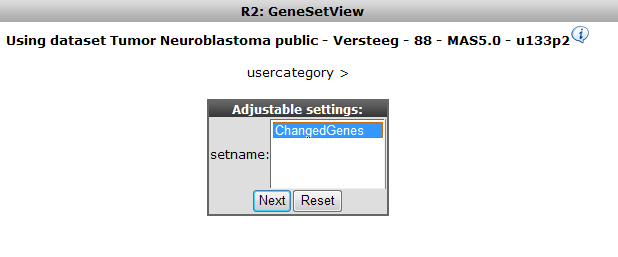 R2: GeneSetView
Using dataset Tumor Neuroblastoma public - Versteeg - 88 - MAS5.0 - u133p2
usercategory >
Adjustable settings:
setname:
ChangedGenes
Next Reset